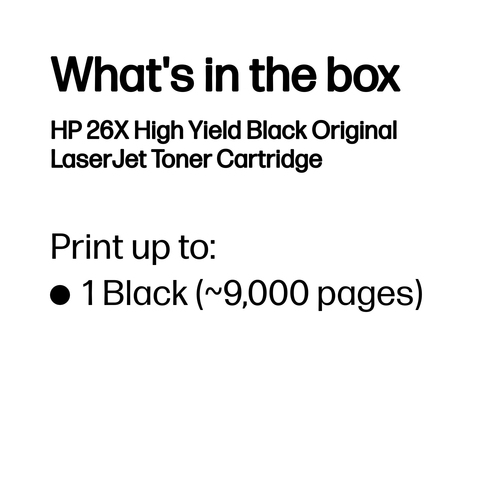 What's in the box
HP 26X High Yield Black Original
LaserJet Toner Cartridge
Print up to:
● 1 Black (~9,000 pages)